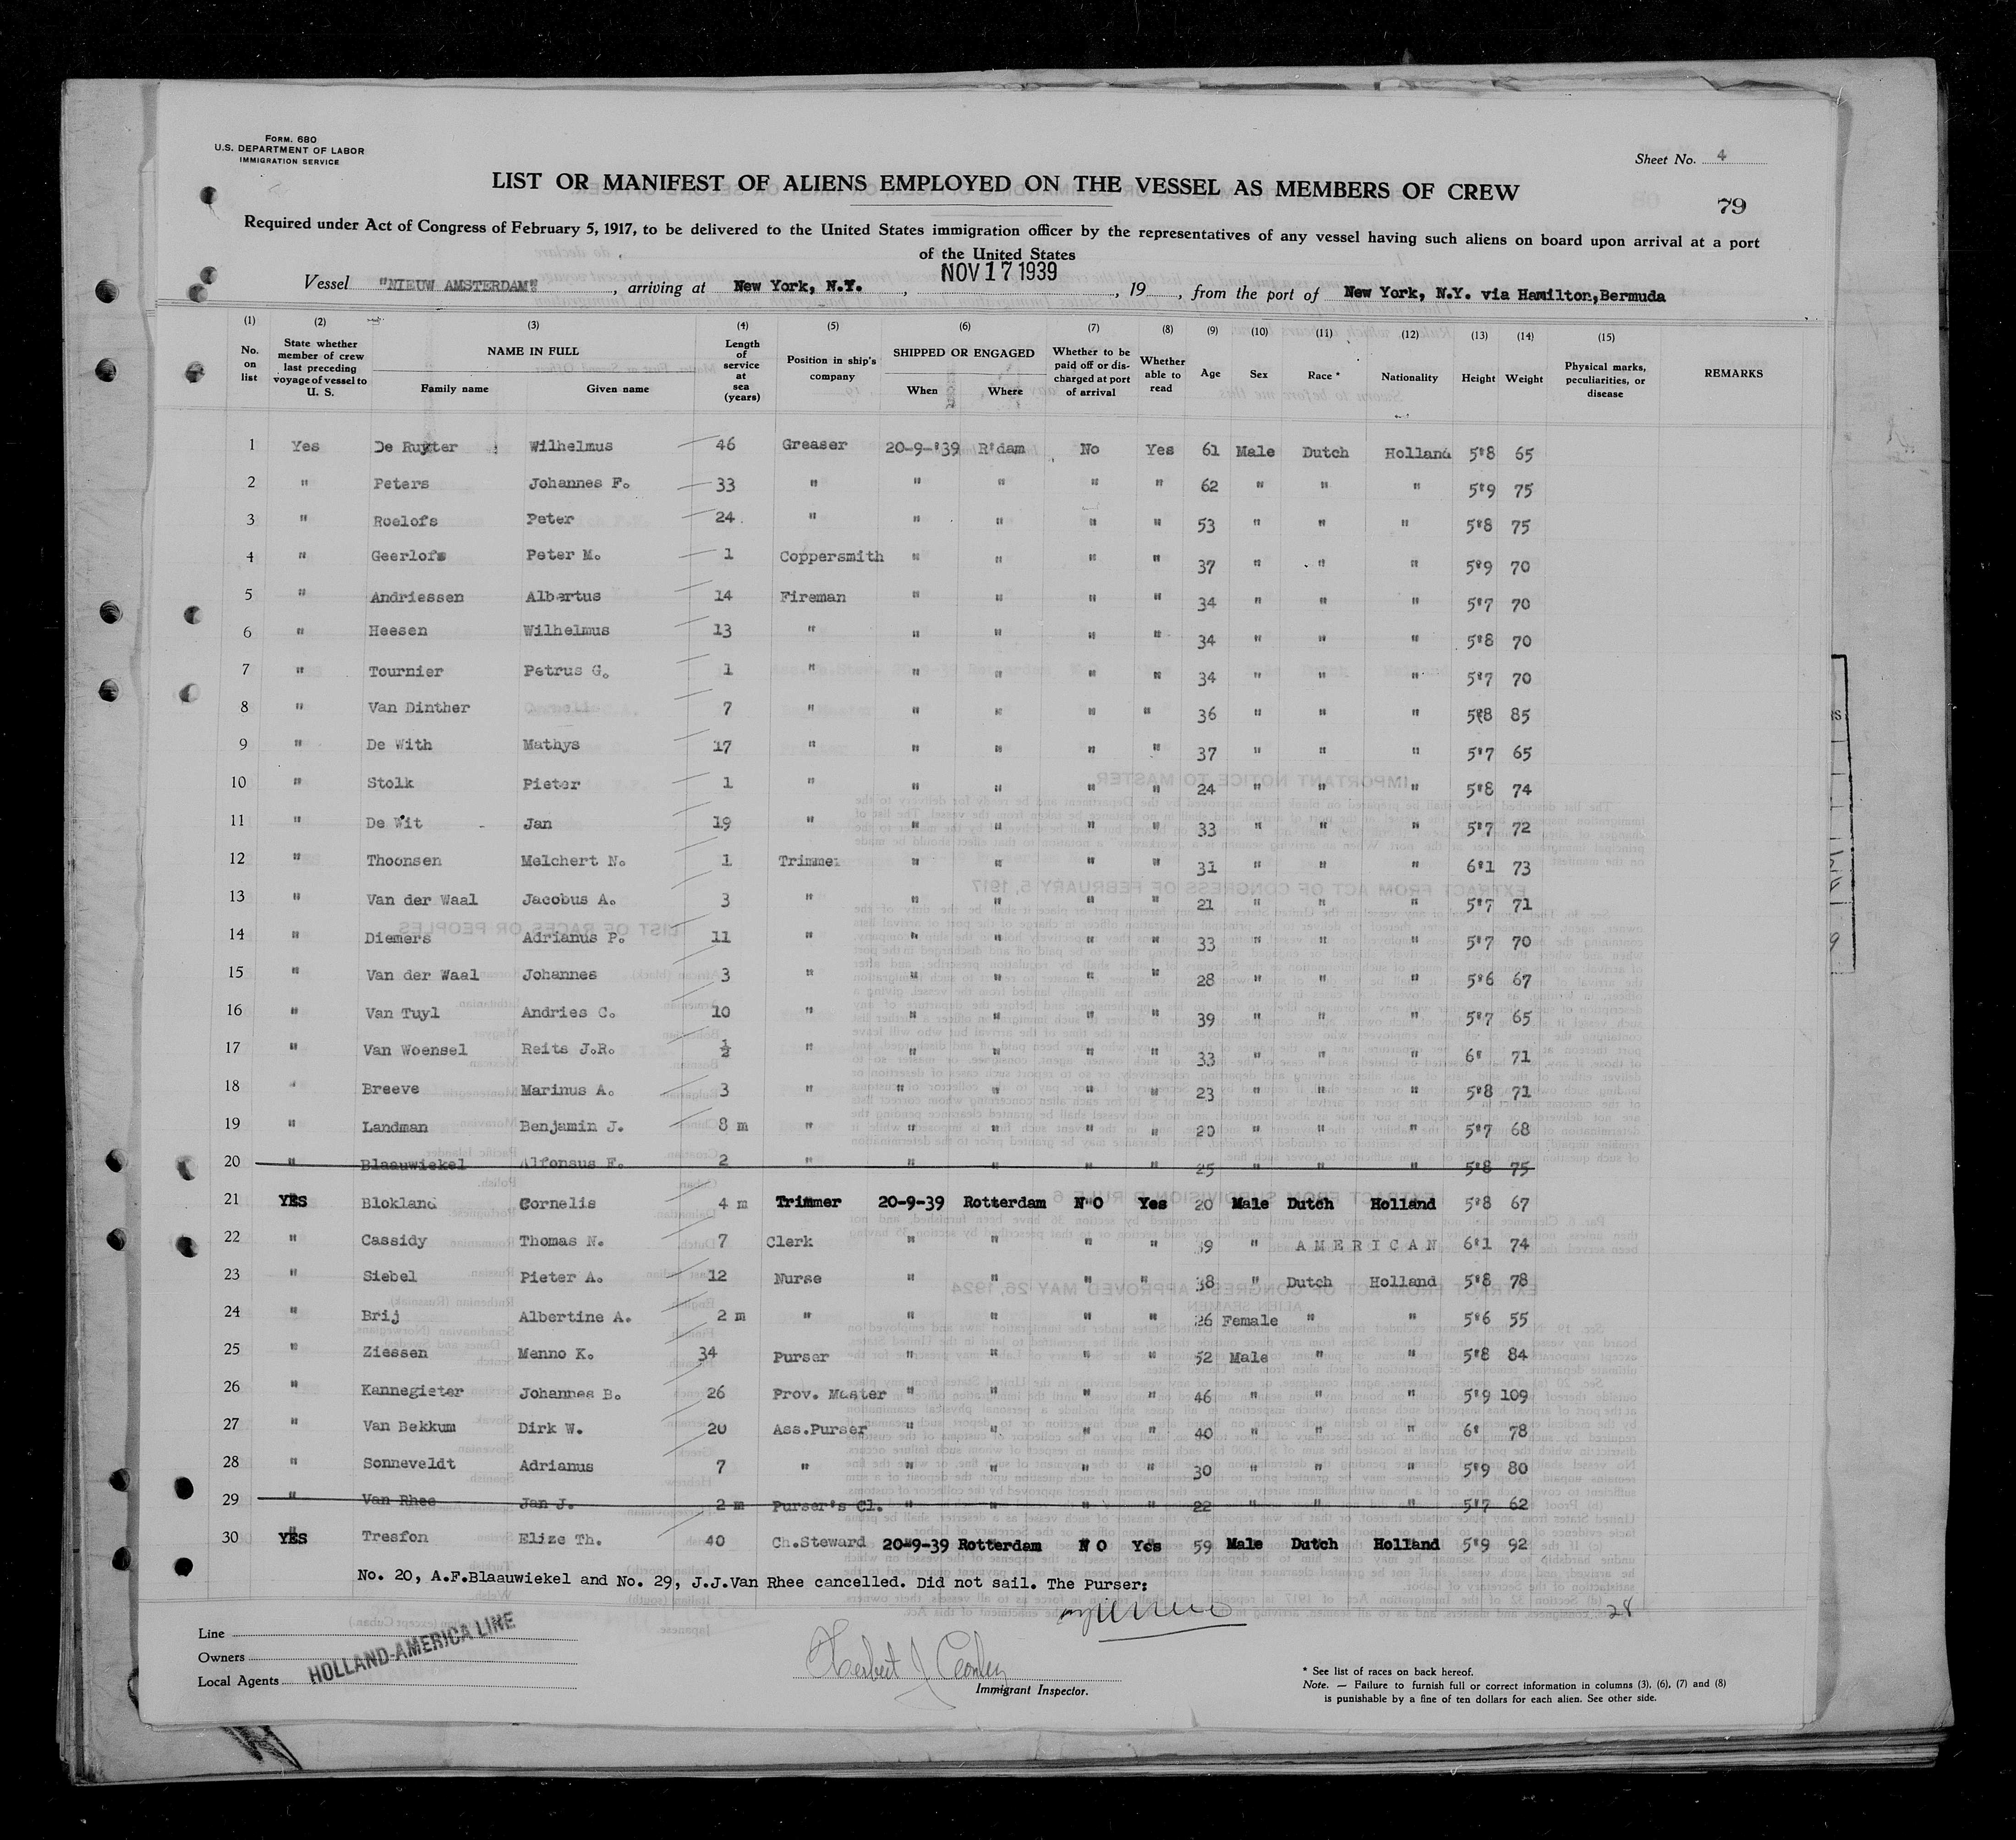 FORM. 680
U.S. DEPARTMENT OF LABOR
IMMIGRATION SERVICE
Sheet No. 4
LIST OR MANIFEST OF ALIENS EMPLOYED ON THE VESSEL AS MEMBERS OF CREW
79
Required under Act of Congress of February 5, 1917, to be delivered to the United States immigration officer by the representatives of any vessel having such aliens on board upon arrival at a port
of the United States
Vessel "NIEUW AMSTERDAM", arriving at New York, N.Y., NOV 17 1939, 19, from the port of New York, N.Y. via Hamilton,Bermuda
(1) (2) (3) (4) (5) (6) (7) (8) (9) (10) (11) (12) (13) (14) (15)
No. on list State whether member of crew last preceding voyage of vessel to U. S. NAME IN FULL Family name Given name Length of service at sea (years) Position in ship's company SHIPPED OR ENGAGED When Where Whether to be paid off or discharged at port of arrival Whether able to read Age Sex Race * Nationality Height Weight Physical marks, peculiarities, or disease REMARKS
1 Yes De Ruyter Wilhelmus 46 Greaser 20-9-'39 R'dam No Yes 61 Male Dutch Holland 5'8 65
2 " Peters Johannes F. 33 " " " " " 62 " " " 5'9 75
3 " Roelofs Peter 24 " " " " " 53 " " " 5'8 75
4 " Geerlofs Peter M. 1 Coppersmith " " " " 37 " " " 5'9 70
5 " Andriessen Albertus 14 Fireman " " " " 34 " " " 5'7 70
6 " Heesen Wilhelmus 13 " " " " " 34 " " " 5'8 70
7 " Tournier Petrus G. 1 " " " " " 34 " " " 5'7 70
8 " Van Dinther 7 " " " " " 36 " " " 5'8 85
9 " De With Mathys 17 " " " " " 37 " " " 5'7 65
10 " Stolk Pieter 1 " " " " " 24 " " " 5'8 74
11 " De Wit Jan 19 " " " " " 33 " " " 5'7 72
12 " Thoonsen Melchert N. 1 Trimmer " " " " 31 " " " 6'1 73
13 " Van der Waal Jacobus A. 3 " " " " " 21 " " " 5'7 71
14 " Diemers Adrianus P. 11 " " " " " 33 " " " 5'7 70
15 " Van der Waal Johannes 3 " " " " " 28 " " " 5'6 67
16 " Van Tuyl Andries C. 10 " " " " " 39 " " " 5'7 65
17 " Van Woensel Reits J.R. ½ " " " " " 33 " " " 6' 71
18 " Breeve Marinus A. 3 " " " " " 23 " " " 5'8 71
19 " Landman Benjamin J. 8 m " " " " " 20 " " " 5'7 68
20 " Blaauwiekel Alfonsus F. 2 " " " " " 25 " " " 5'8 75
21 YES Blokland Cornelis 4 m Trimmer 20-9-39 Rotterdam NO Yes 20 Male Dutch Holland 5'8 67
22 " Cassidy Thomas N. 7 Clerk " " " " " AMERICAN 6'1 74
23 " Siebel Pieter A. 12 Nurse " " " " 38 " Dutch Holland 5'8 78
24 " Brij Albertine A. 2 m " " " " " 26 Female " " 5'6 55
25 " Ziessen Menno K. 34 Purser " " " " 52 Male " " 5'8 84
26 " Kannegieter Johannes B. 26 Prov. Master " " " " 46 " " " 5'9 109
27 " Van Bekkum Dirk W. 20 Ass.Purser " " " " 40 " " " 6' 78
28 " Sonneveldt Adrianus 7 " " " " " 30 " " " 5'9 80
29 " Van Rhee Jan J. 2 m Purser's Cl. " " " " 22 " " " 5'7 62
30 YES Tresfon Elize Th. 40 Ch.Steward 20-9-39 Rotterdam NO Yes 59 Male Dutch Holland 5'9 92
No. 20, A.F.Blaauwiekel and No. 29, J.J.Van Rhee cancelled. Did not sail. The Purser:
28
Line
Owners
Local Agents
HOLLAND-AMERICA LINE
Herbert J
Immigrant Inspector.
* See list of races on back hereof.
Note. — Failure to furnish full or correct information in columns (3), (6), (7) and (8)
is punishable by a fine of ten dollars for each alien. See other side.